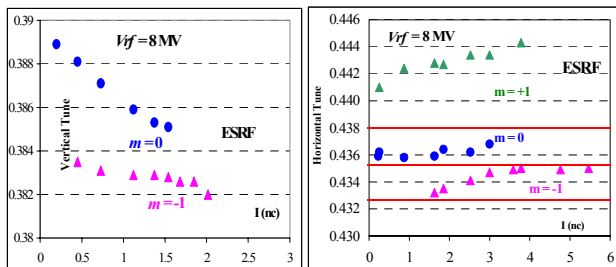 Vrf = 8 MV
0.39
0.388
0.386
0.384
0.382
0.38
Vertical Tune
m=0
ESRF
m=-1
I (nc)
0 0.5 1 1.5 2 2.5 3
Vrf = 8 MV
0.446
0.444
0.442
0.440
0.438
0.436
0.434
0.432
0.430
Horizontal Tune
ESRF
m = +1
m = 0
m = -1
I (nc)
0 1 2 3 4 5 6